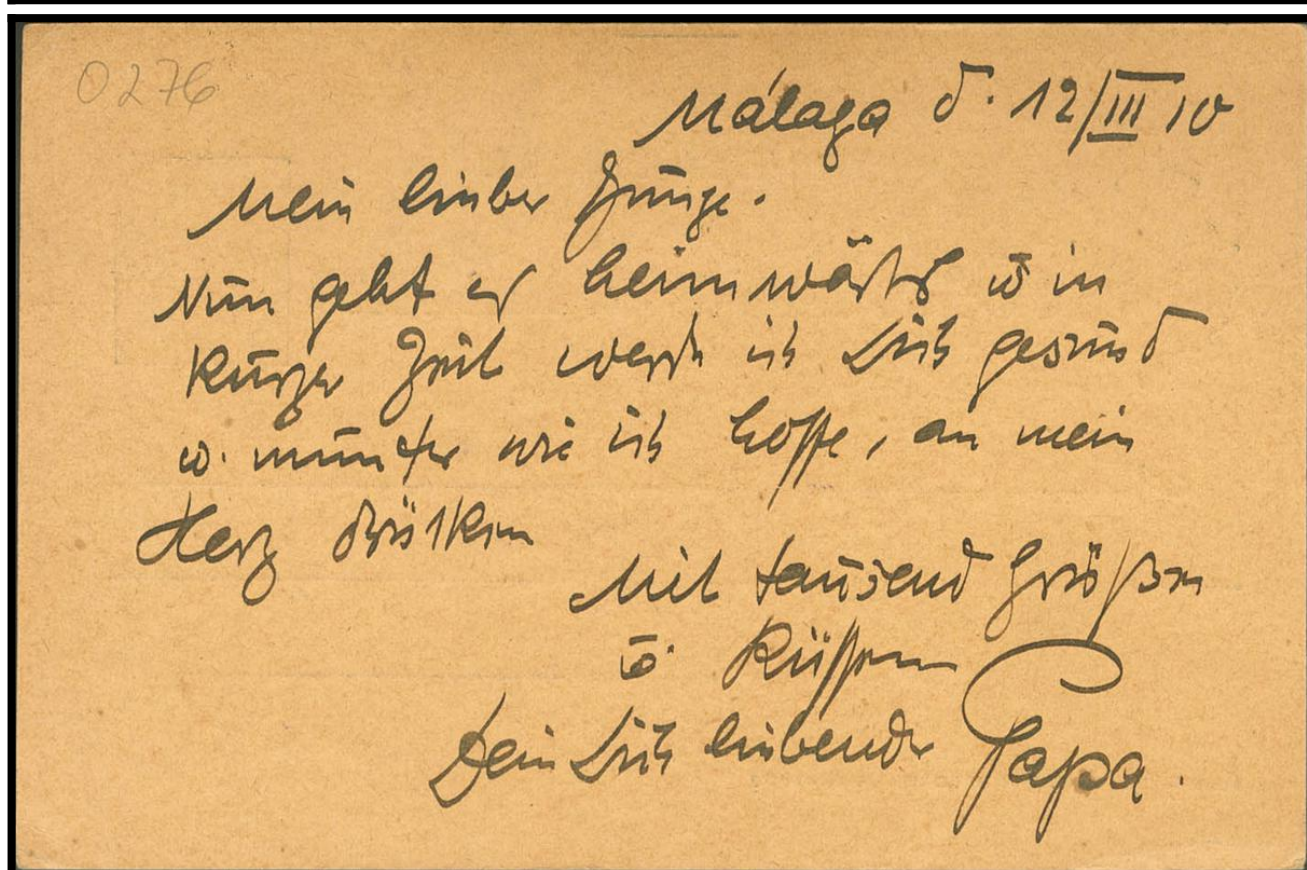 0276
Málaga d. 12/III 10
Mein lieber Junge.
Nun geht es heimwärts u in
kurzer Zeit werde ich Dich gesund
u. munter wie ich hoffe, an mein
Herz drücken
Mit tausend Grüßen
u. Küssen
Dein Dich liebender Papa.